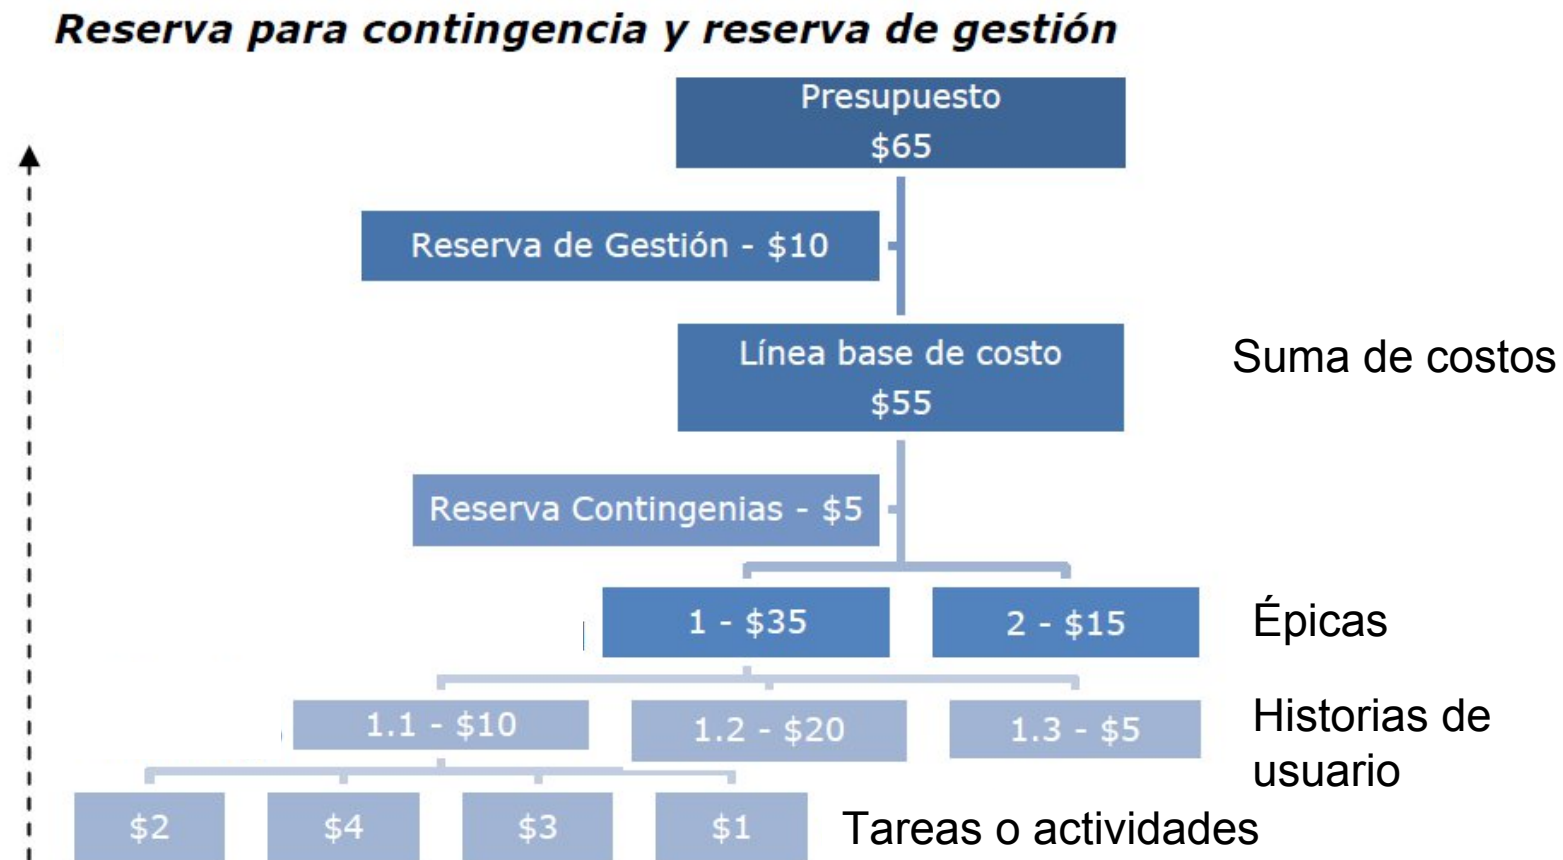 Reserva para contingencia y reserva de gestión
Presupuesto
$65
Reserva de Gestión - $10
Línea base de costo
$55
Suma de costos
Reserva Contingenias - $5
1 - $35
2 - $15
Épicas
1.1 - $10
1.2 - $20
1.3 - $5
Historias de
usuario
$2
$4
$3
$1
Tareas o actividades